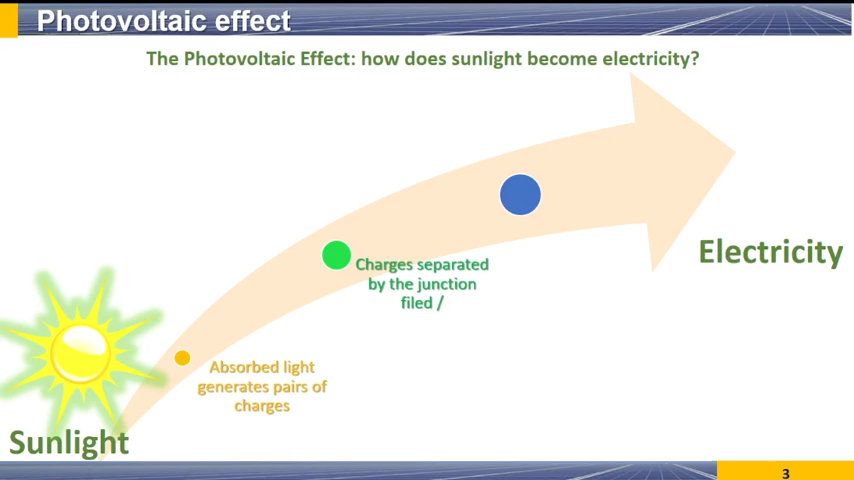 Photovoltaic effect
The Photovoltaic Effect: how does sunlight become electricity?
Electricity
Charges separated
by the junction
filed /
Absorbed light
generates pairs of
charges
Sunlight
3